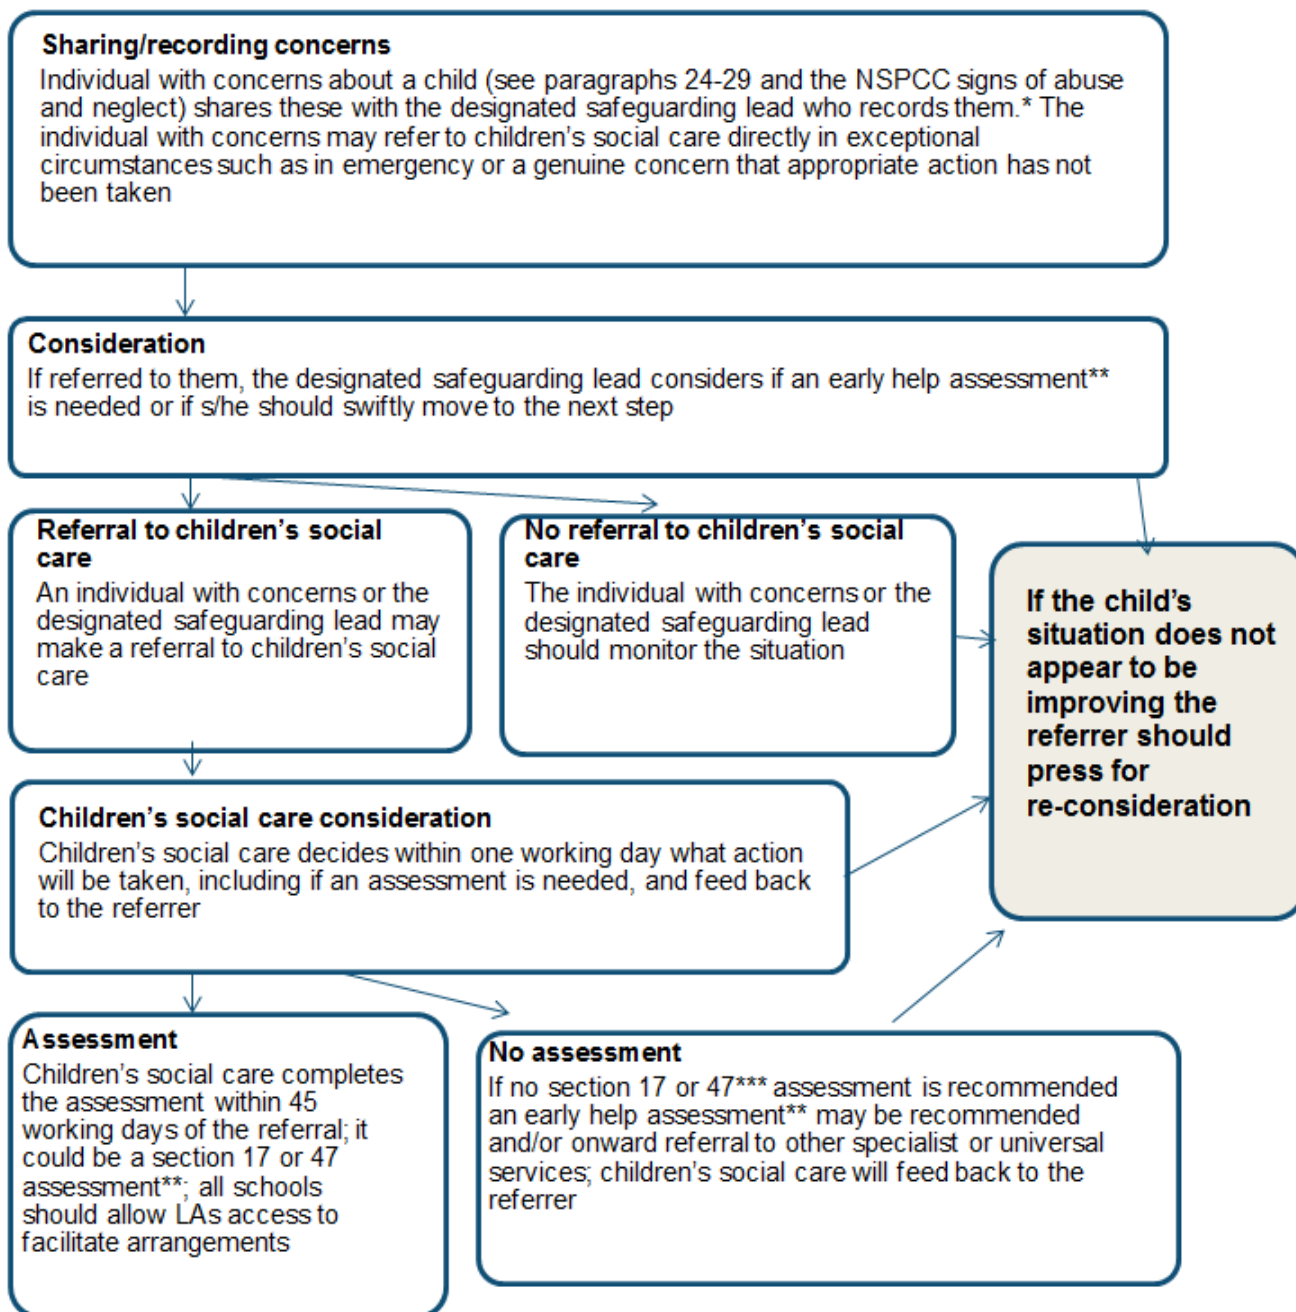 Sharing/recording concerns
Individual with concerns about a child (see paragraphs 24-29 and the NSPCC signs of abuse
and neglect) shares these with the designated safeguarding lead who records them.* The
individual with concerns may refer to children's social care directly in exceptional
circumstances such as in emergency or a genuine concern that appropriate action has not
been taken
Consideration
If referred to them, the designated safeguarding lead considers if an early help assessment**
is needed or if s/he should swiftly move to the next step
Referral to children's social
care
An individual with concerns or the
designated safeguarding lead may
make a referral to children's social
care
No referral to children's social
care
The individual with concerns or the
designated safeguarding lead
should monitor the situation
If the child's
situation does not
appear to be
improving the
referrer should
press for
re-consideration
Children's social care consideration
Children's social care decides within one working day what action
will be taken, including if an assessment is needed, and feed back
to the referrer
Assessment
Children's social care completes
the assessment within 45
working days of the referral; it
could be a section 17 or 47
assessment**; all schools
should allow LAs access to
facilitate arrangements
No assessment
If no section 17 or 47*** assessment is recommended
an early help assessment** may be recommended
and/or onward referral to other specialist or universal
services; children's social care will feed back to the
referrer